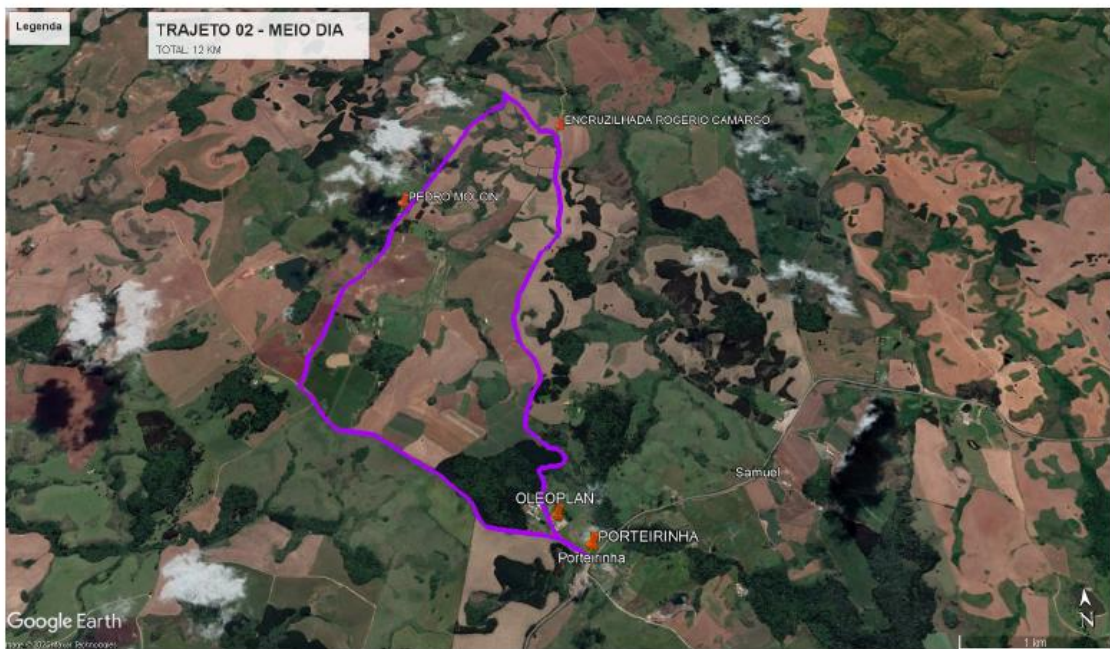 Legenda
TRAJETO 02 - MEIO DIA
TOTAL: 12 KM
ENCRUZILHADA ROGERIO CAMARGO
PEDRO MOLON
Samuel
OLEOPLAN
PORTEIRINHA
Porteirinha
Google Earth
N
1 km